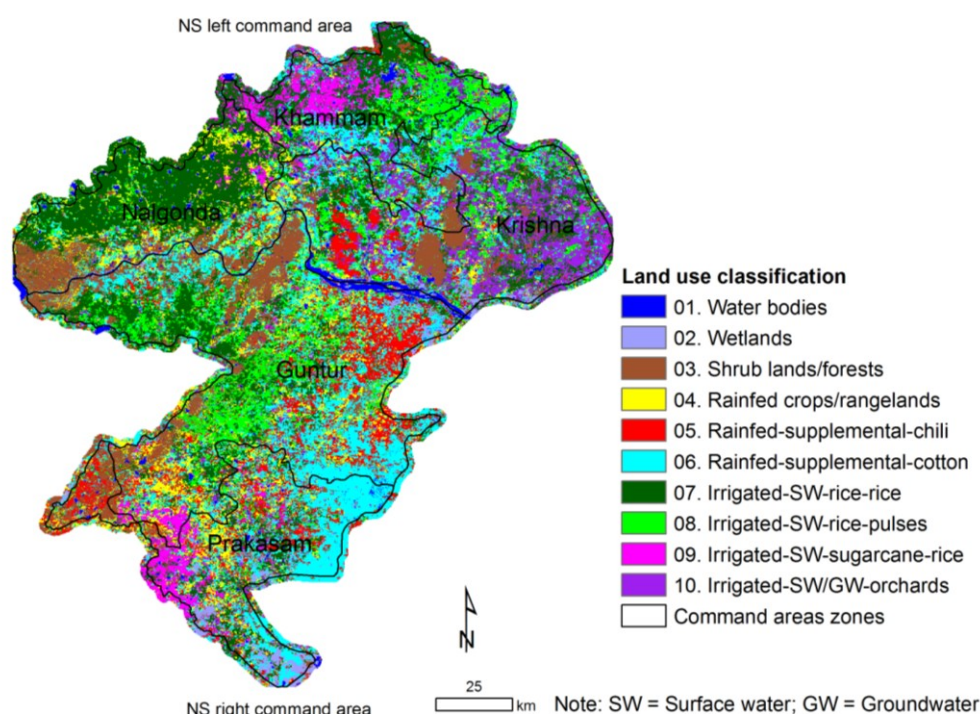 NS left command area
Khammam
Nalgonda
Krishna
Guntur
Prakasam
NS right command area
Land use classification
01. Water bodies
02. Wetlands
03. Shrub lands/forests
04. Rainfed crops/rangelands
05. Rainfed-supplemental-chili
06. Rainfed-supplemental-cotton
07. Irrigated-SW-rice-rice
08. Irrigated-SW-rice-pulses
09. Irrigated-SW-sugarcane-rice
10. Irrigated-SW/GW-orchards
Command areas zones
N
25
km
Note: SW = Surface water; GW = Groundwater